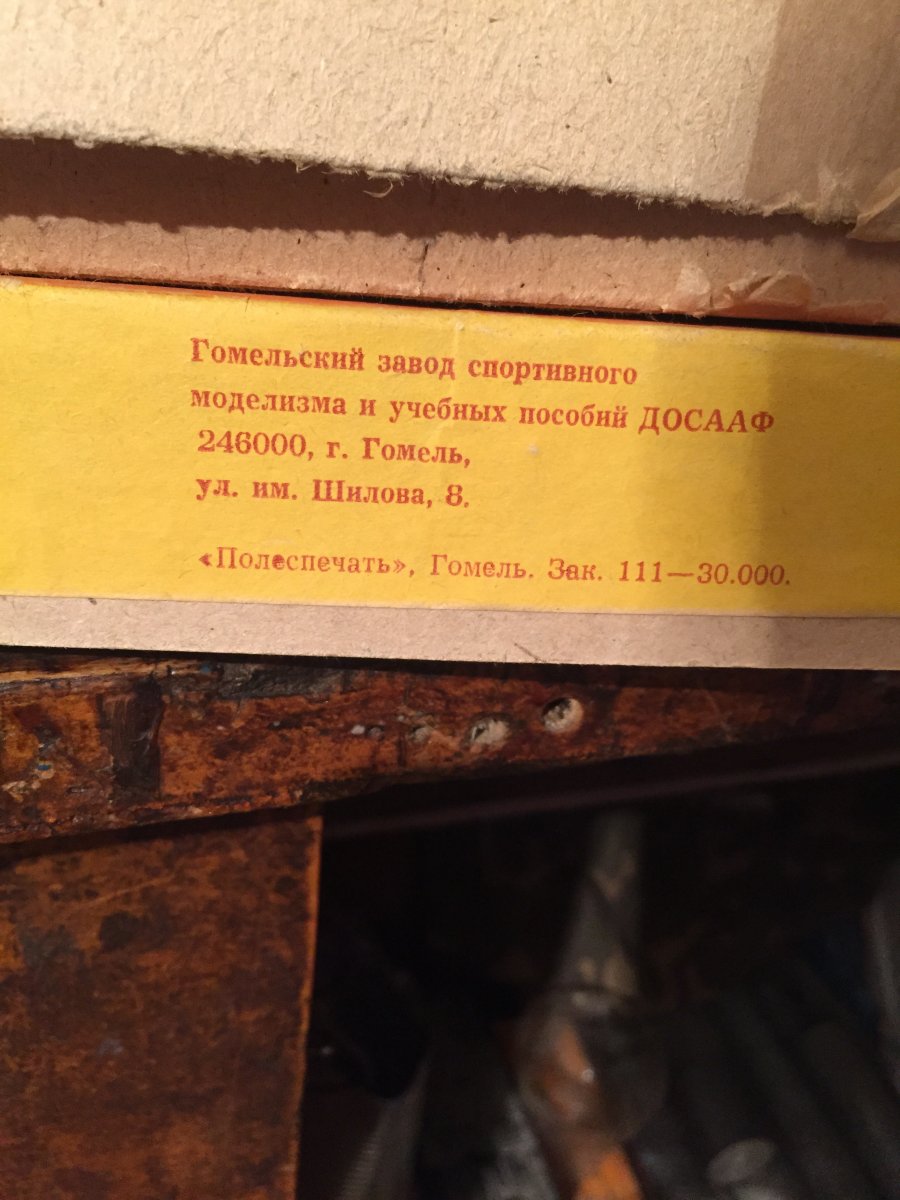 Гомельский завод спортивного
моделизма и учебных пособий ДОСААФ
246000, г. Гомель,
ул. им. Шилова, 8.
«Полеспечать», Гомель. Зак. 111—30.000.